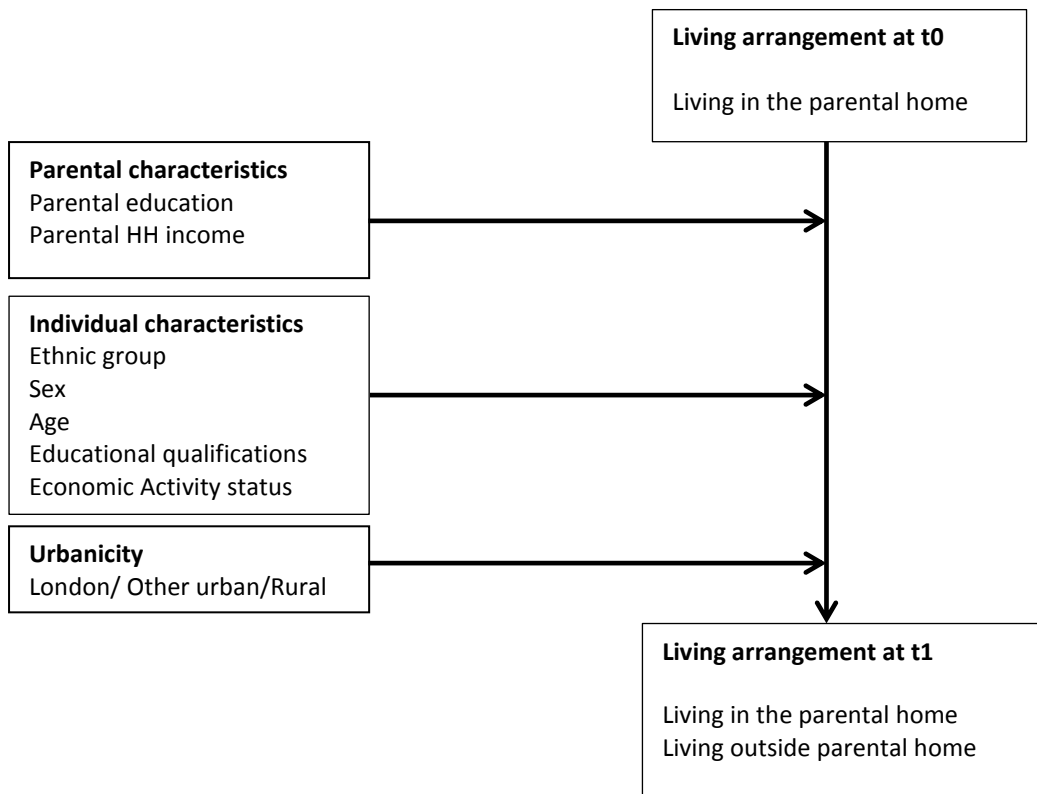 Living arrangement at t0
Living in the parental home
Parental characteristics
Parental education
Parental HH income
Individual characteristics
Ethnic group
Sex
Age
Educational qualifications
Economic Activity status
Urbanicity
London/ Other urban/Rural
Living arrangement at t1
Living in the parental home
Living outside parental home